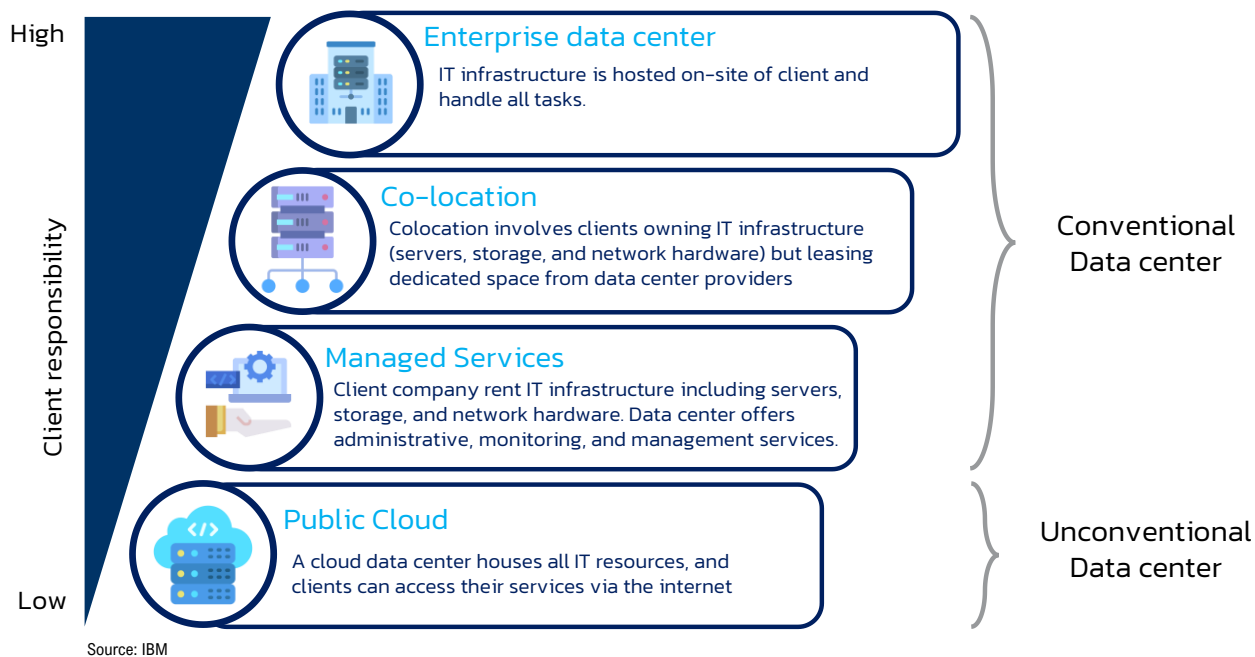 High
Enterprise data center
IT infrastructure is hosted on-site of client and
handle all tasks.
Co-location
Colocation involves clients owning IT infrastructure
(servers, storage, and network hardware) but leasing
dedicated space from data center providers
Conventional
Data center
Client responsibility
Managed Services
Client company rent IT infrastructure including servers,
storage, and network hardware. Data center offers
administrative, monitoring, and management services.
</>
Public Cloud
A cloud data center houses all IT resources, and
clients can access their services via the internet
</>
Unconventional
Data center
Low
Source: IBM